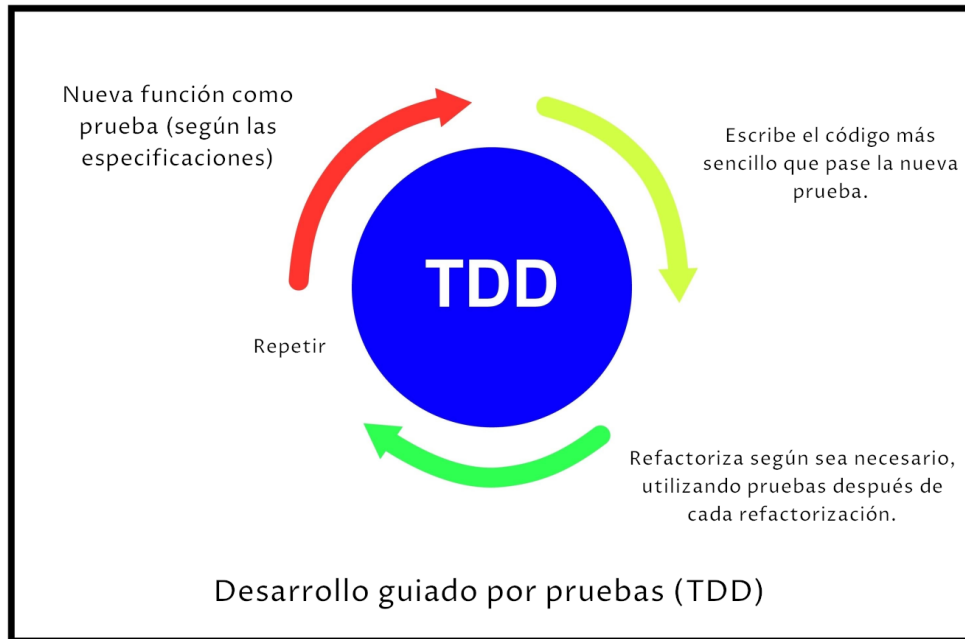 Nueva función como
prueba (según las
especificaciones)
Escribe el código más
sencillo que pase la nueva
prueba.
TDD
Repetir
Refactoriza según sea necesario,
utilizando pruebas después de
cada refactorización.
Desarrollo guiado por pruebas (TDD)